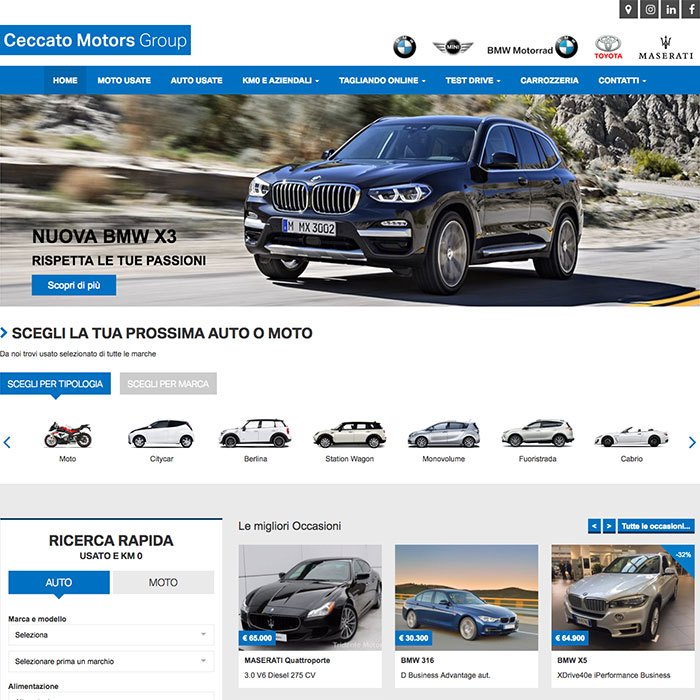 Ceccato Motors Group
MINI
BMW Motorrad
TOYOTA
MASERATI
HOME
MOTO USATE
AUTO USATE
KM0 E AZIENDALI
TAGLIANDO ONLINE
TEST DRIVE
CARROZZERIA
CONTATTI
M MX 3002
NUOVA BMW X3
RISPETTA LE TUE PASSIONI
Scopri di più
SCEGLI LA TUA PROSSIMA AUTO O MOTO
Da noi trovi usato selezionato di tutte le marche
SCEGLI PER TIPOLOGIA
SCEGLI PER MARCA
Moto
Citycar
Berlina
Station Wagon
Monovolume
Fuoristrada
Cabrio
RICERCA RAPIDA
USATO E KM 0
AUTO
MOTO
Marca e modello
Seleziona
Selezionare prima un marchio
Alimentazione
Le migliori Occasioni
< > Tutte le occasioni...
€ 65.000
MASERATI Quattroporte
3.0 V6 Diesel 275 CV
€ 30.300
BMW 316
D Business Advantage aut.
-32%
€ 64.900
BMW X5
XDrive40e iPerformance Business